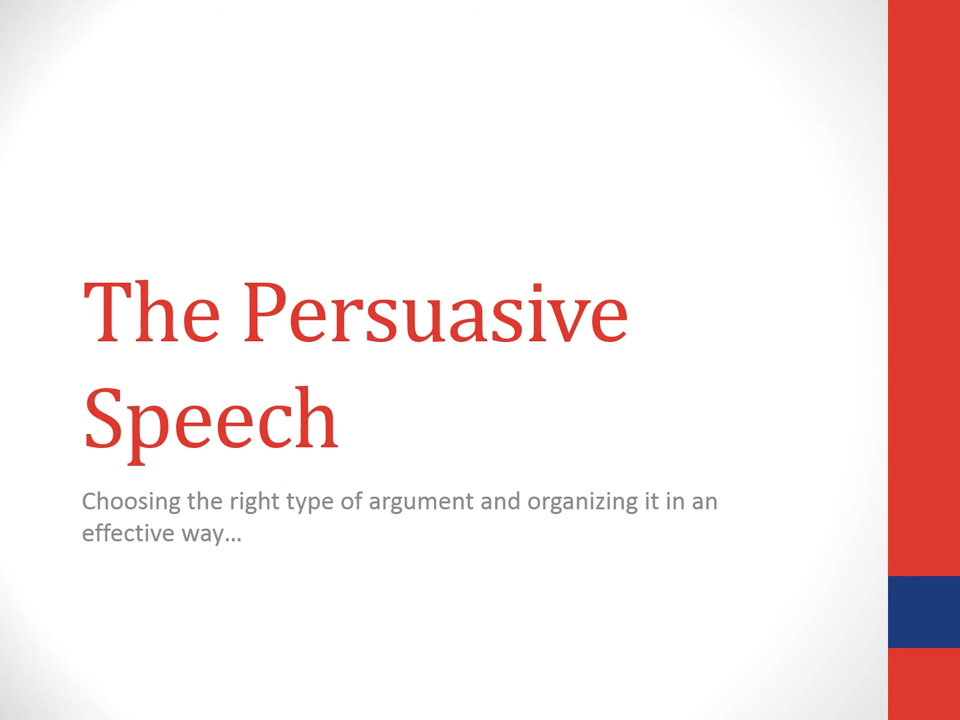 The Persuasive
Speech
Choosing the right type of argument and organizing it in an
effective way…